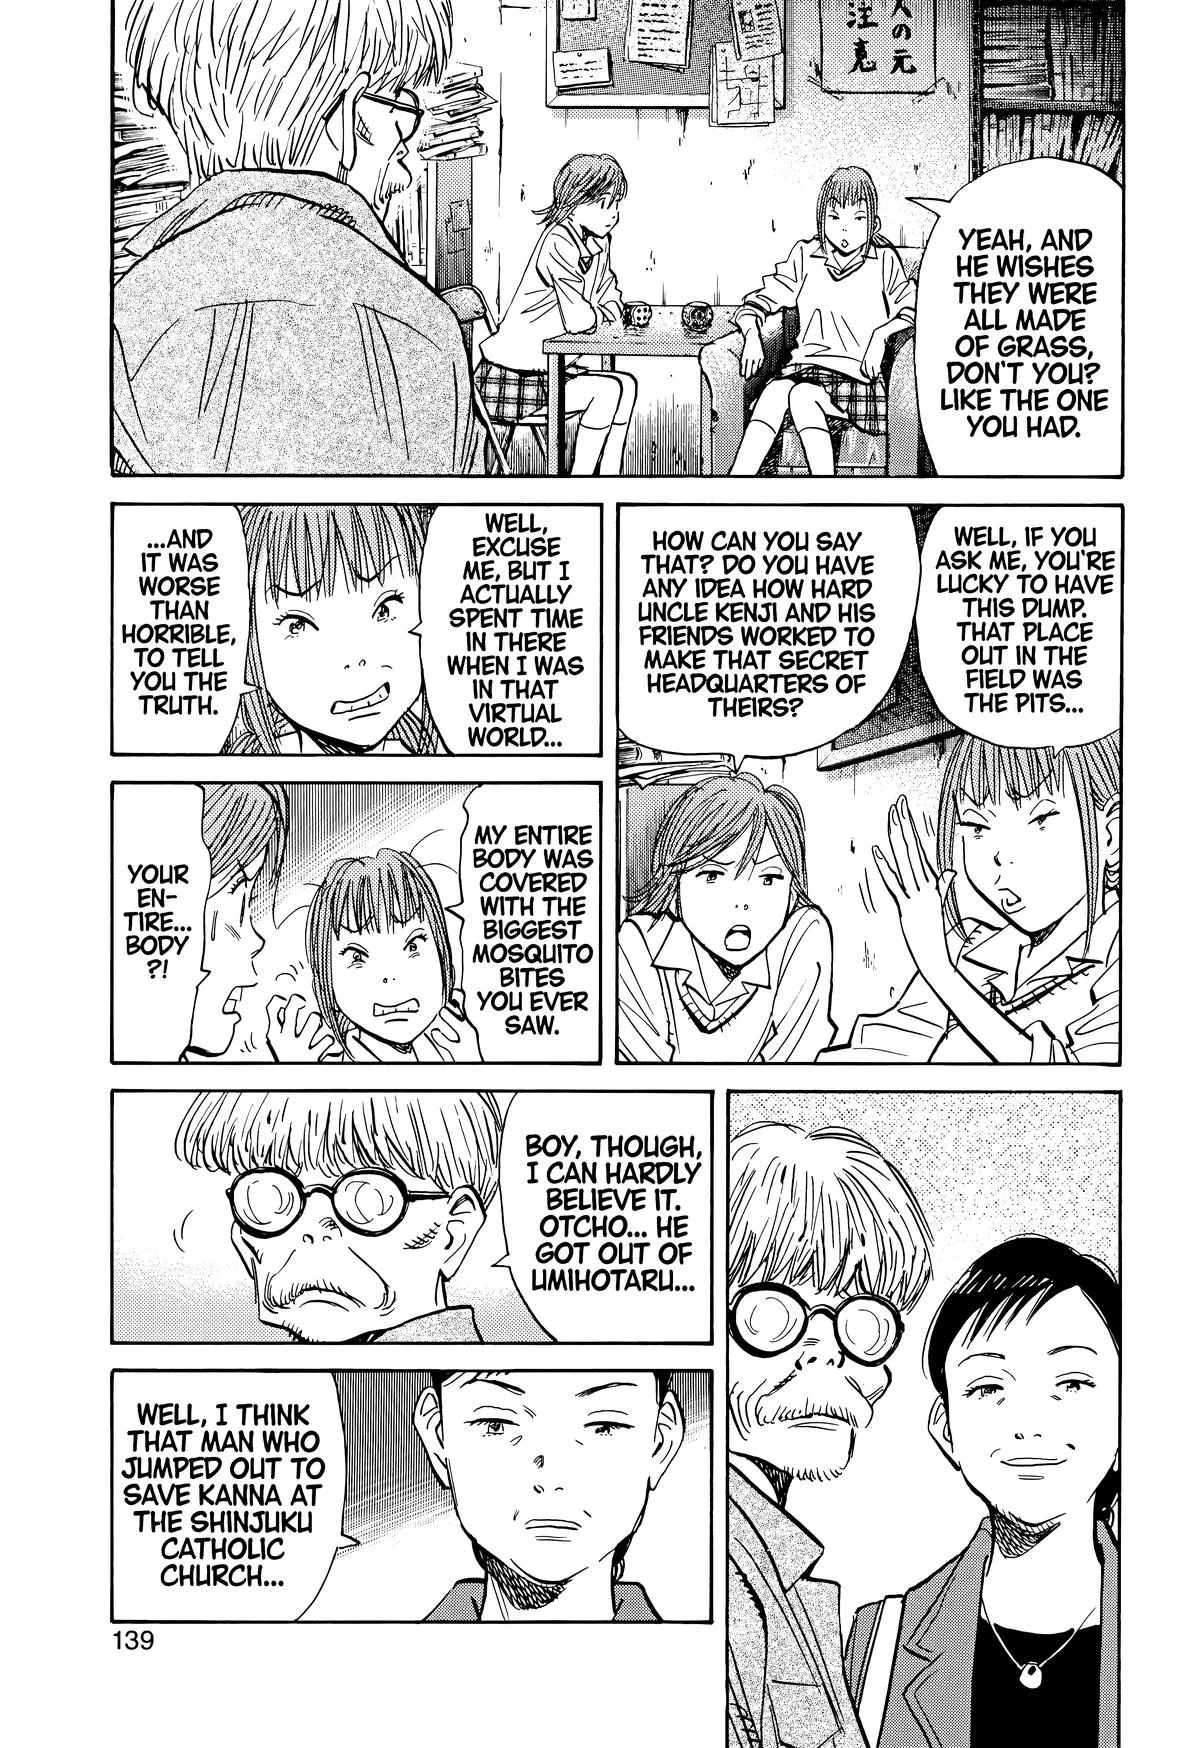 人の元
注意
YEAH, AND
HE WISHES
THEY WERE
ALL MADE
OF GRASS,
DON'T YOU?
LIKE THE ONE
YOU HAD.
WELL, IF YOU
ASK ME, YOU'RE
LUCKY TO HAVE
THIS DUMP.
THAT PLACE
OUT IN THE
FIELD WAS
THE PITS...
HOW CAN YOU SAY
THAT? DO YOU HAVE
ANY IDEA HOW HARD
UNCLE KENJI AND HIS
FRIENDS WORKED TO
MAKE THAT SECRET
HEADQUARTERS OF
THEIRS?
WELL,
EXCUSE
ME, BUT I
ACTUALLY
SPENT TIME
IN THERE
WHEN I WAS
IN THAT
VIRTUAL
WORLD...
...AND
IT WAS
WORSE
THAN
HORRIBLE,
TO TELL
YOU THE
TRUTH.
MY ENTIRE
BODY WAS
COVERED
WITH THE
BIGGEST
MOSQUITO
BITES
YOU EVER
SAW.
YOUR
EN-
TIRE...
BODY
?!
BOY, THOUGH,
I CAN HARDLY
BELIEVE IT.
OTCHO... HE
GOT OUT OF
UMIHOTARU...
WELL, I THINK
THAT MAN WHO
JUMPED OUT TO
SAVE KANNA AT
THE SHINJUKU
CATHOLIC
CHURCH...
139